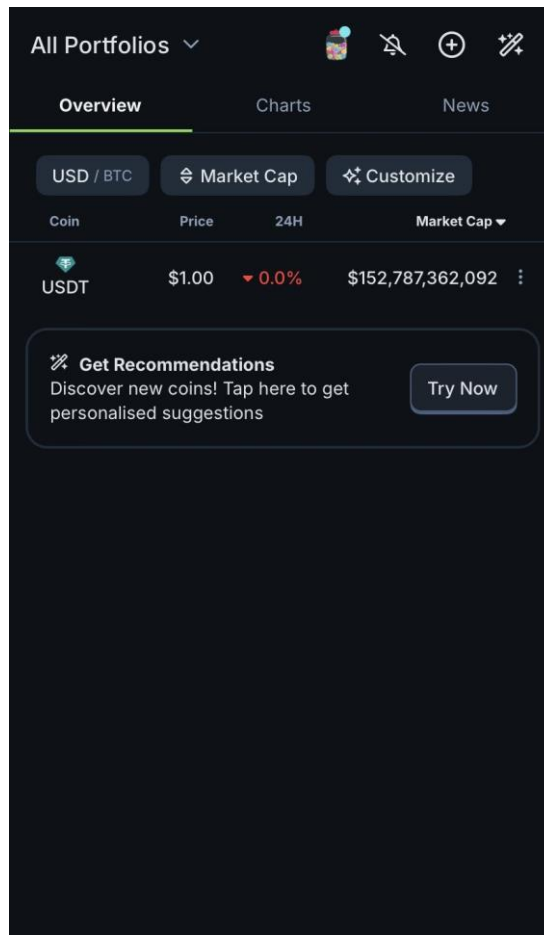 All Portfolios
Overview Charts News
USD / BTC Market Cap Customize
Coin Price 24H Market Cap
USDT $1.00 0.0% $152,787,362,092
Get Recommendations
Discover new coins! Tap here to get
personalised suggestions
Try Now